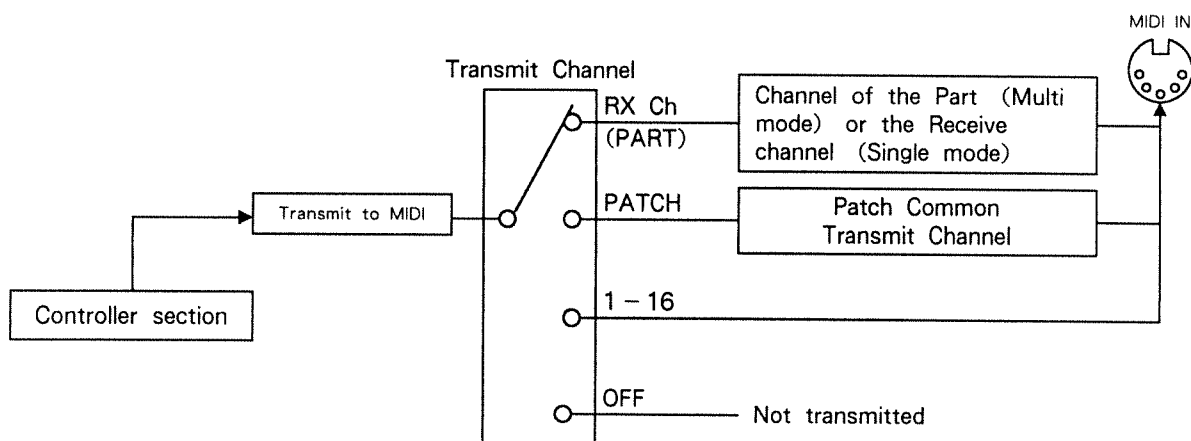 MIDI IN
Transmit Channel
RX Ch
(PART)
Channel of the Part (Multi
mode) or the Receive
channel (Single mode)
Transmit to MIDI
PATCH
Patch Common
Transmit Channel
Controller section
1 – 16
OFF
Not transmitted